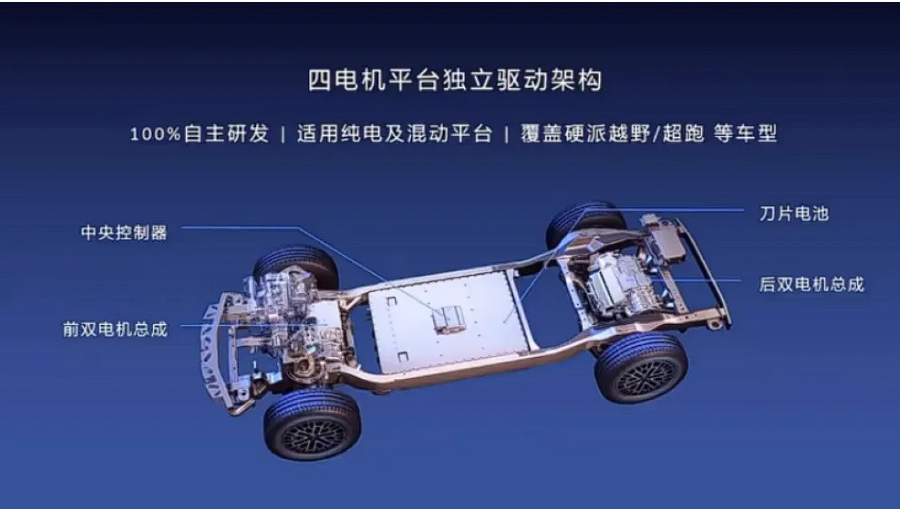 四电机平台独立驱动架构
100%自主研发 | 适用纯电及混动平台 | 覆盖硬派越野/超跑 等车型
刀片电池
中央控制器
后双电机总成
前双电机总成